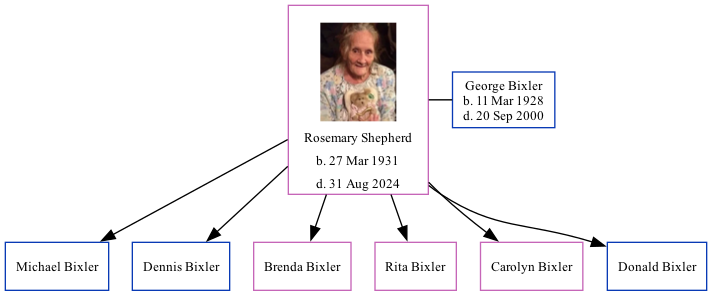 Rosemary Shepherd
b. 27 Mar 1931
d. 31 Aug 2024
George Bixler
b. 11 Mar 1928
d. 20 Sep 2000
Michael Bixler
Dennis Bixler
Brenda Bixler
Rita Bixler
Carolyn Bixler
Donald Bixler